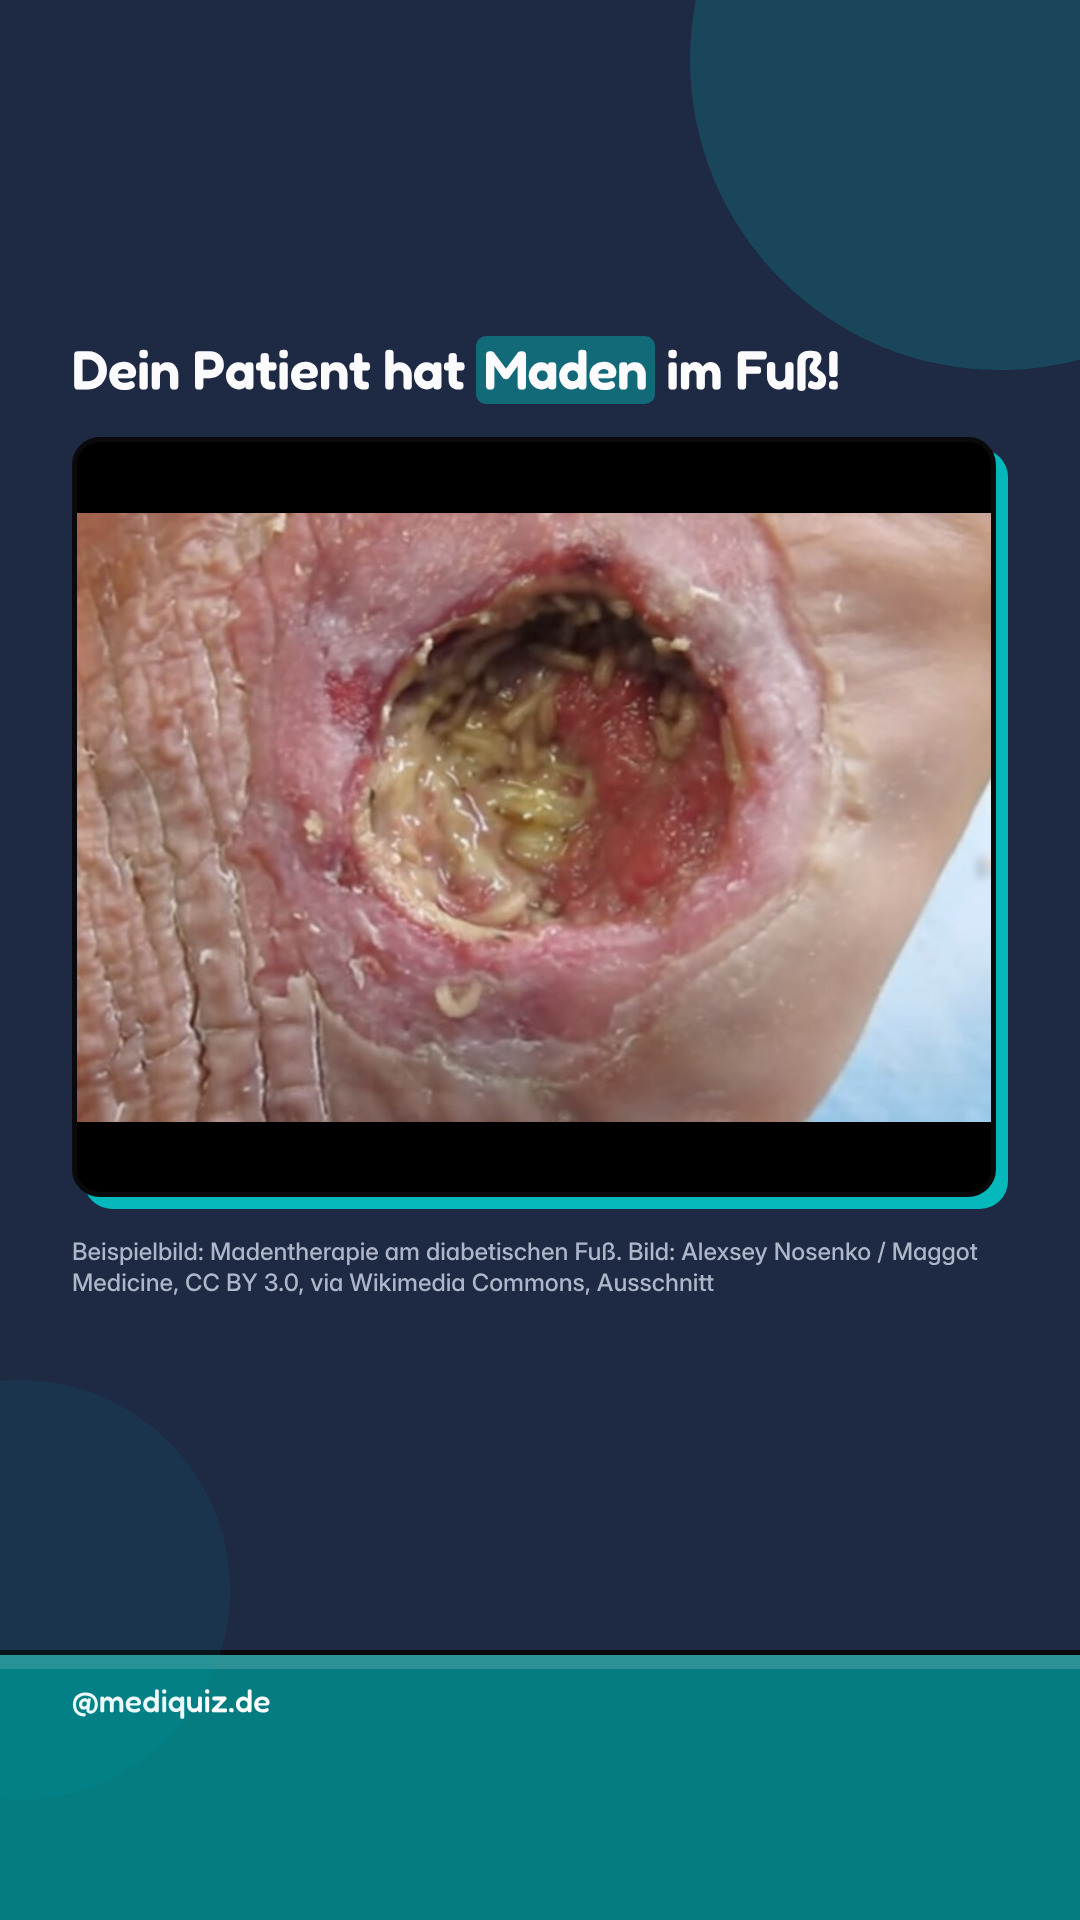 Dein Patient hat Maden im Fuß!
Beispielbild: Madentherapie am diabetischen Fuß. Bild: Alexsey Nosenko / Maggot
Medicine, CC BY 3.0, via Wikimedia Commons, Ausschnitt
@mediquiz.de